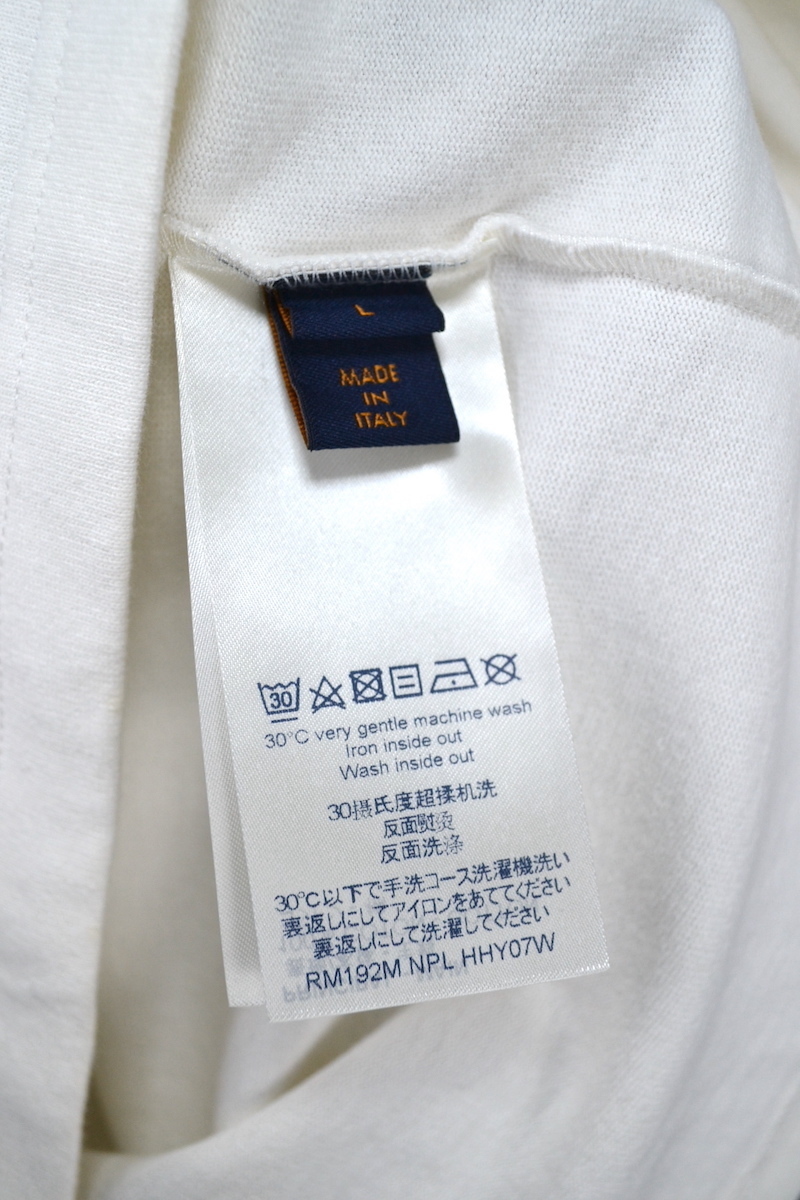 L
MADE
IN
ITALY
30
30°C very gentle machine wash
Iron inside out
Wash inside out
30摄氏度超揉机洗
反面熨烫
反面洗涤
30°C以下で手洗コース洗濯機洗い
裏返しにしてアイロンをあててください
裏返しにして洗濯してください
RM192M NPL HHY07W